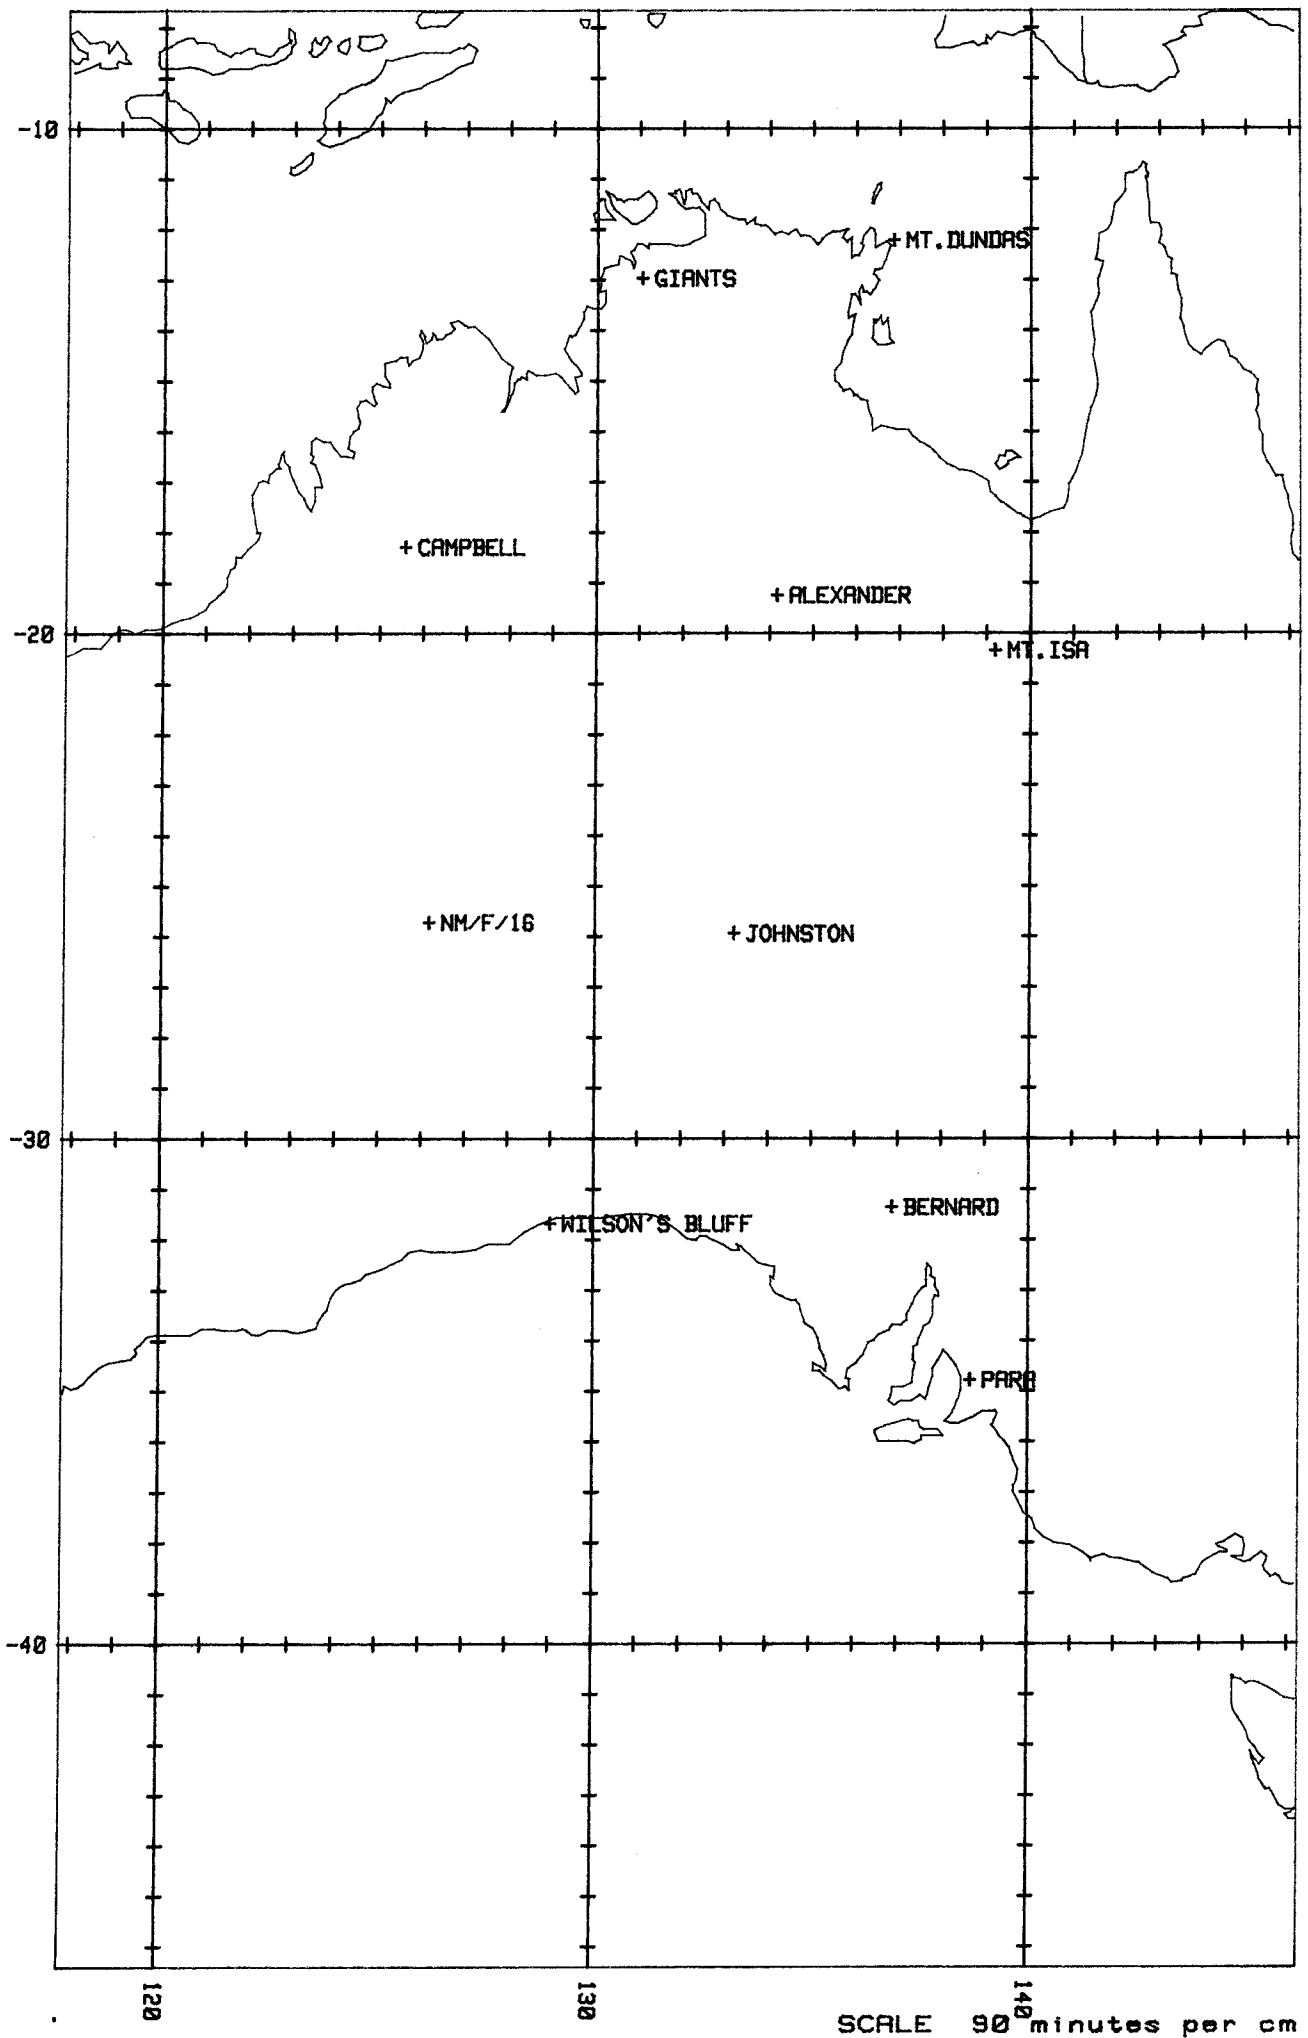 -10
+MT.DUNDAS
+GIANTS
+CAMPBELL
+ALEXANDER
-20
+MT.ISA
+NM/F/16
+JOHNSTON
-30
+BERNARD
+WILSON'S BLUFF
+PARA
-40
120
130
140
SCALE 90 minutes per cm